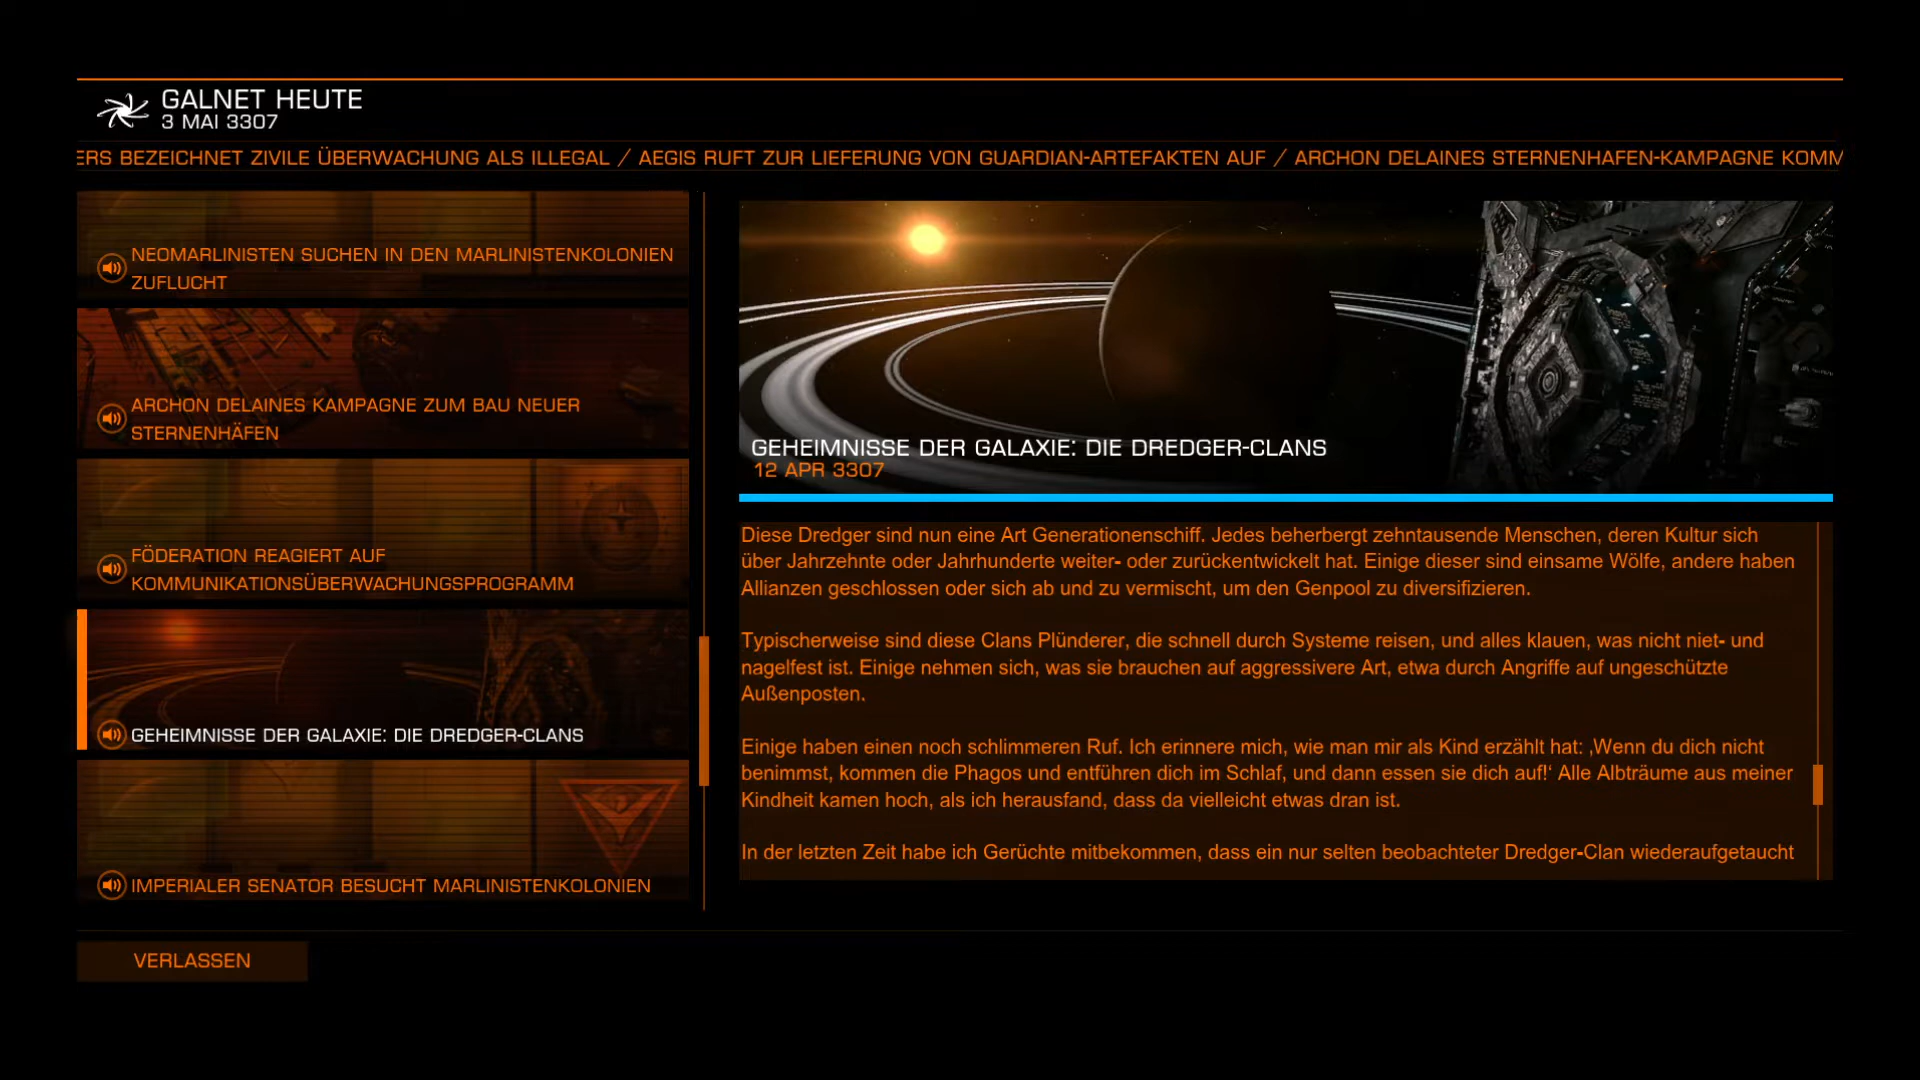 GALNET HEUTE
3 MAI 3307
ERS BEZEICHNET ZIVILE ÜBERWACHUNG ALS ILLEGAL / AEGIS RUFT ZUR LIEFERUNG VON GUARDIAN-ARTEFAKTEN AUF / ARCHON DELAINES STERNENHAFEN-KAMPAGNE KOMM
NEOMARLINISTEN SUCHEN IN DEN MARLINISTENKOLONIEN
ZUFLUCHT
ARCHON DELAINES KAMPAGNE ZUM BAU NEUER
STERNENHÄFEN
FÖDERATION REAGIERT AUF
KOMMUNIKATIONSÜBERWACHUNGSPROGRAMM
GEHEIMNISSE DER GALAXIE: DIE DREDGER-CLANS
IMPERIALER SENATOR BESUCHT MARLINISTENKOLONIEN
GEHEIMNISSE DER GALAXIE: DIE DREDGER-CLANS
12 APR 3307
Diese Dredger sind nun eine Art Generationenschiff. Jedes beherbergt zehntausende Menschen, deren Kultur sich
über Jahrzehnte oder Jahrhunderte weiter- oder zurückentwickelt hat. Einige dieser sind einsame Wölfe, andere haben
Allianzen geschlossen oder sich ab und zu vermischt, um den Genpool zu diversifizieren.
Typischerweise sind diese Clans Plünderer, die schnell durch Systeme reisen, und alles klauen, was nicht niet- und
nagelfest ist. Einige nehmen sich, was sie brauchen auf aggressivere Art, etwa durch Angriffe auf ungeschützte
Außenposten.
Einige haben einen noch schlimmeren Ruf. Ich erinnere mich, wie man mir als Kind erzählt hat: ‚Wenn du dich nicht
benimmst, kommen die Phagos und entführen dich im Schlaf, und dann essen sie dich auf!‘ Alle Albträume aus meiner
Kindheit kamen hoch, als ich herausfand, dass da vielleicht etwas dran ist.
In der letzten Zeit habe ich Gerüchte mitbekommen, dass ein nur selten beobachteter Dredger-Clan wiederaufgetaucht
VERLASSEN